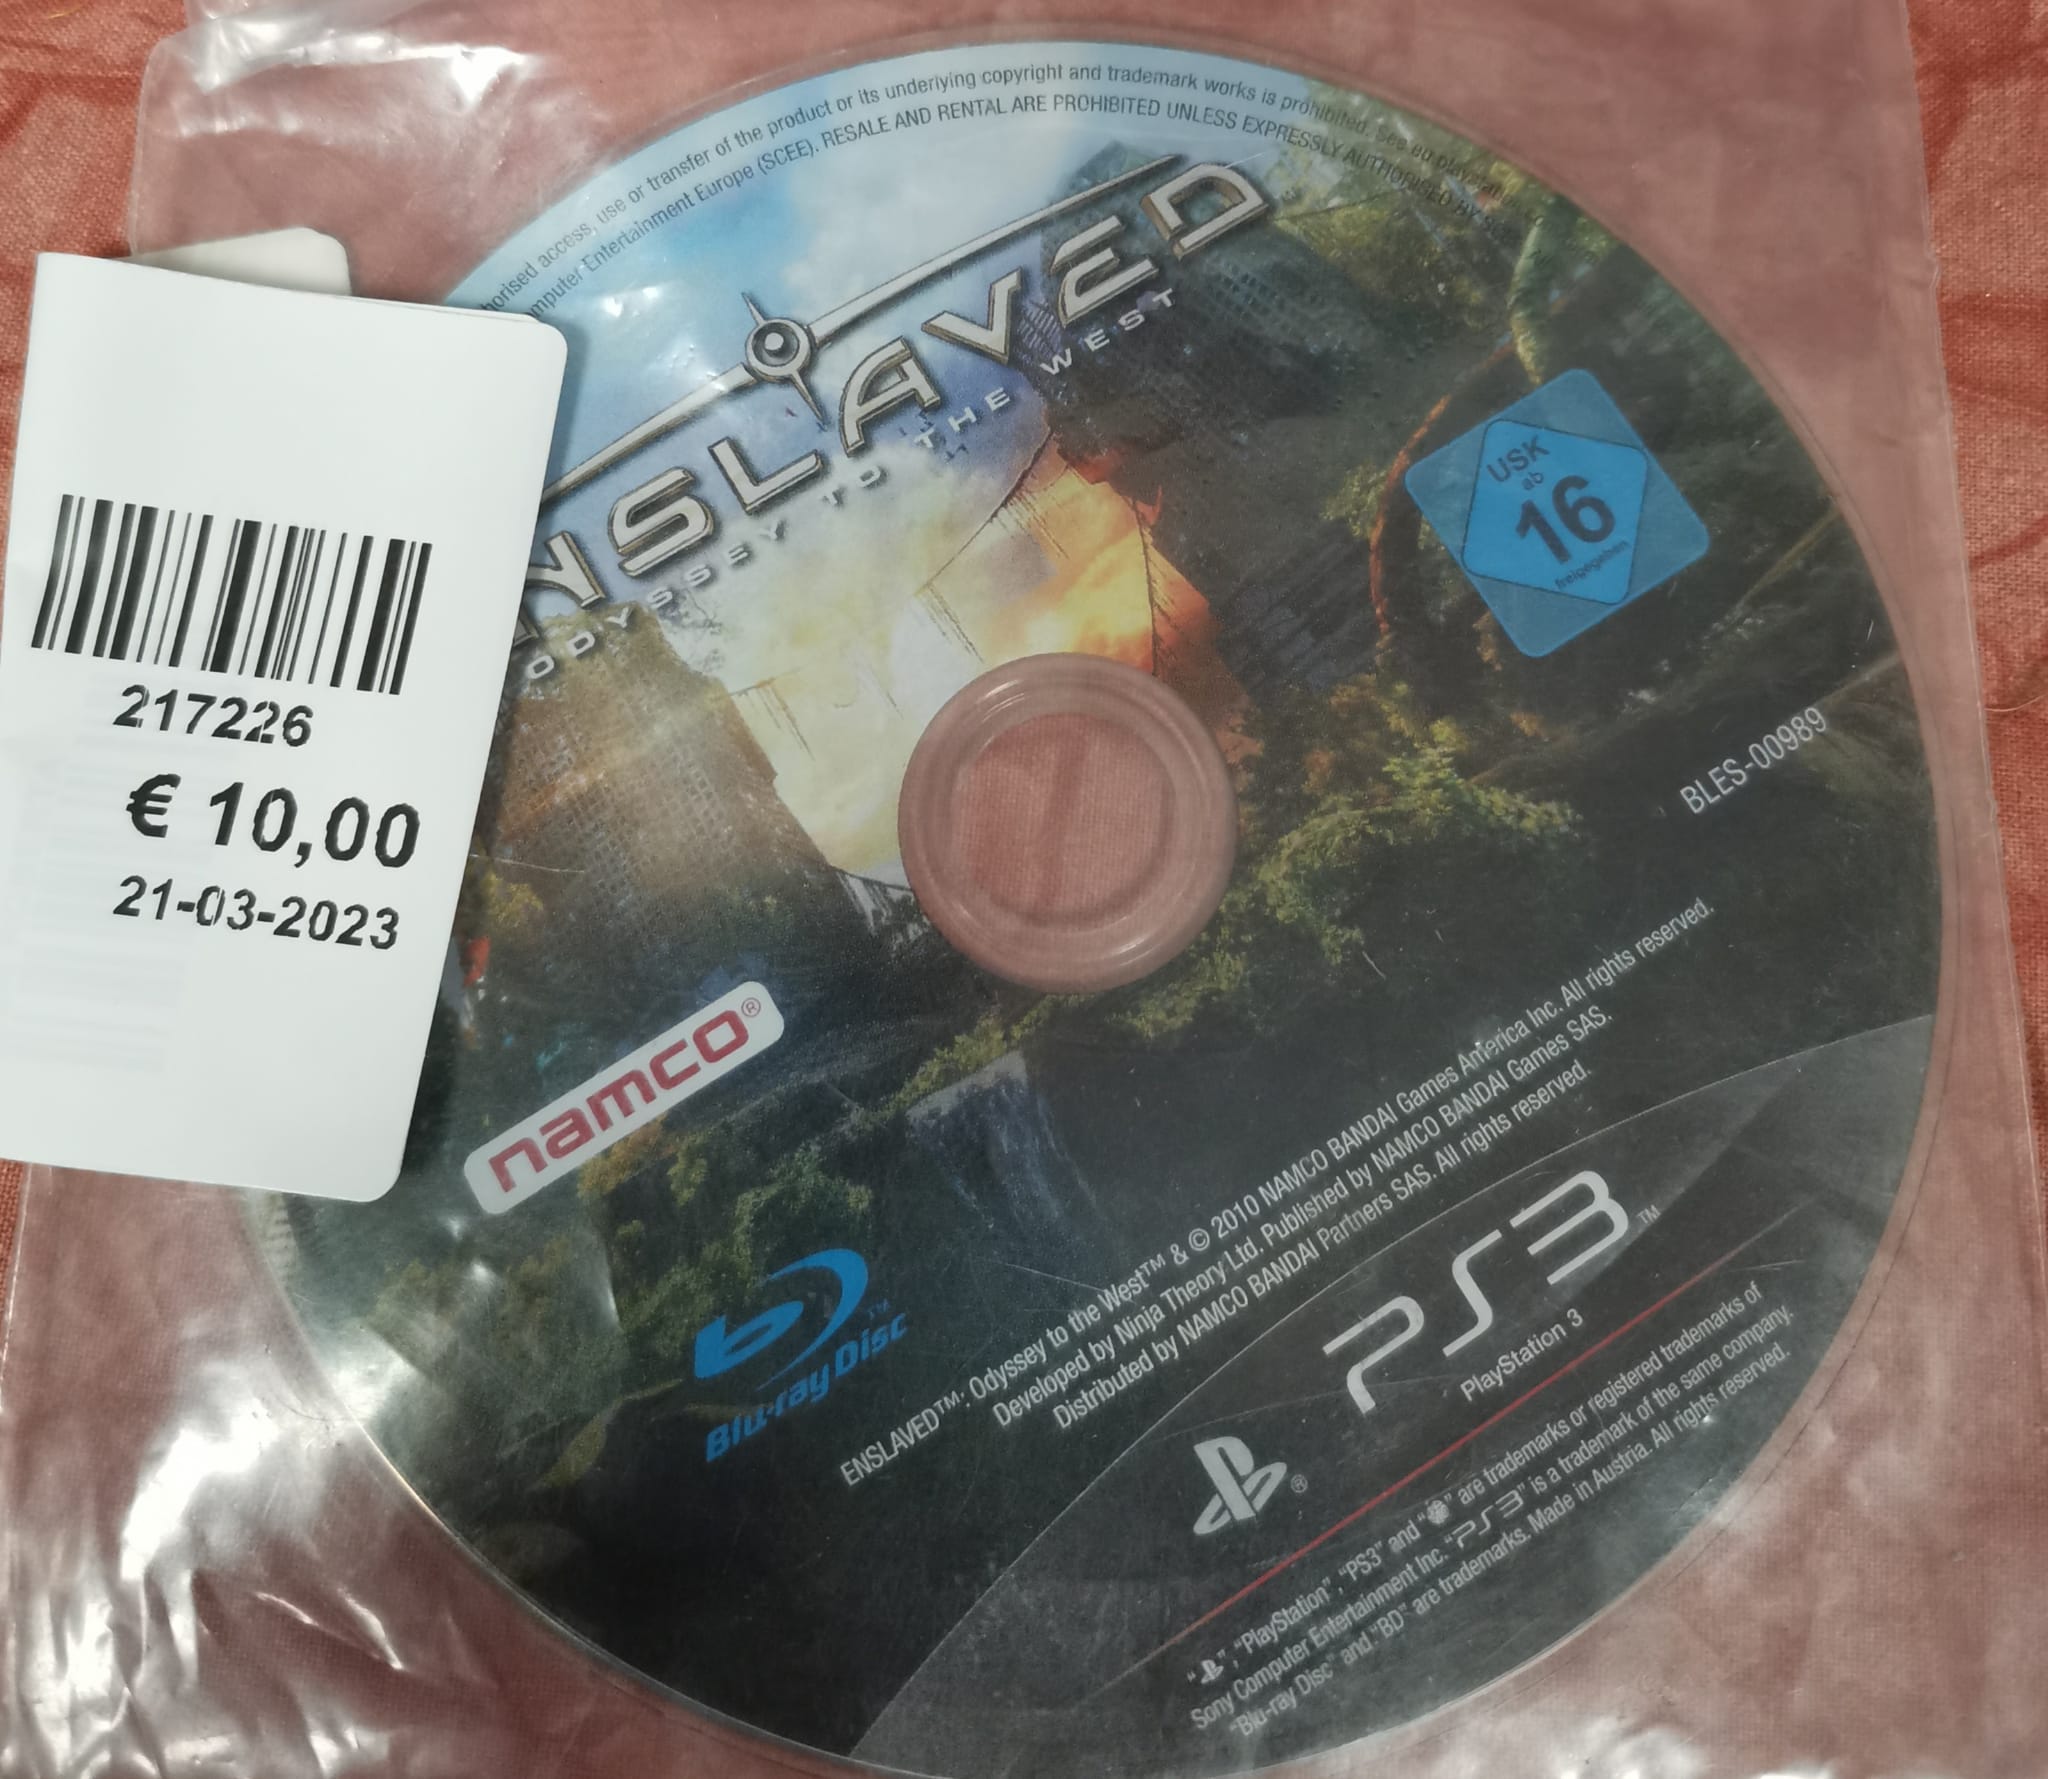 horised access, use or transfer of the product or its underlying copyright and trademark works is prohibited. See eu.playstation
mputer Entertainment Europe (SCEE). RESALE AND RENTAL ARE PROHIBITED UNLESS EXPRESSLY AUTHORISED BY
NSLAVED
ODYSSEY TO THE WEST
USK
ab
16
freigegeben
217226
€ 10,00
21-03-2023
BLES-00989
namco®
Blu-ray Disc™
ENSLAVED™: Odyssey to the West™ & © 2010 NAMCO BANDAI Games America Inc. All rights reserved.
Developed by Ninja Theory Ltd. Published by NAMCO BANDAI Games SAS.
Distributed by NAMCO BANDAI Partners SAS. All rights reserved.
PS3™
PlayStation 3
®
" ", "PlayStation", "PS3" and " " are trademarks or registered trademarks of
Sony Computer Entertainment Inc. "PS3" is a trademark of the same company.
"Blu-ray Disc" and "BD" are trademarks. Made in Austria. All rights reserved.